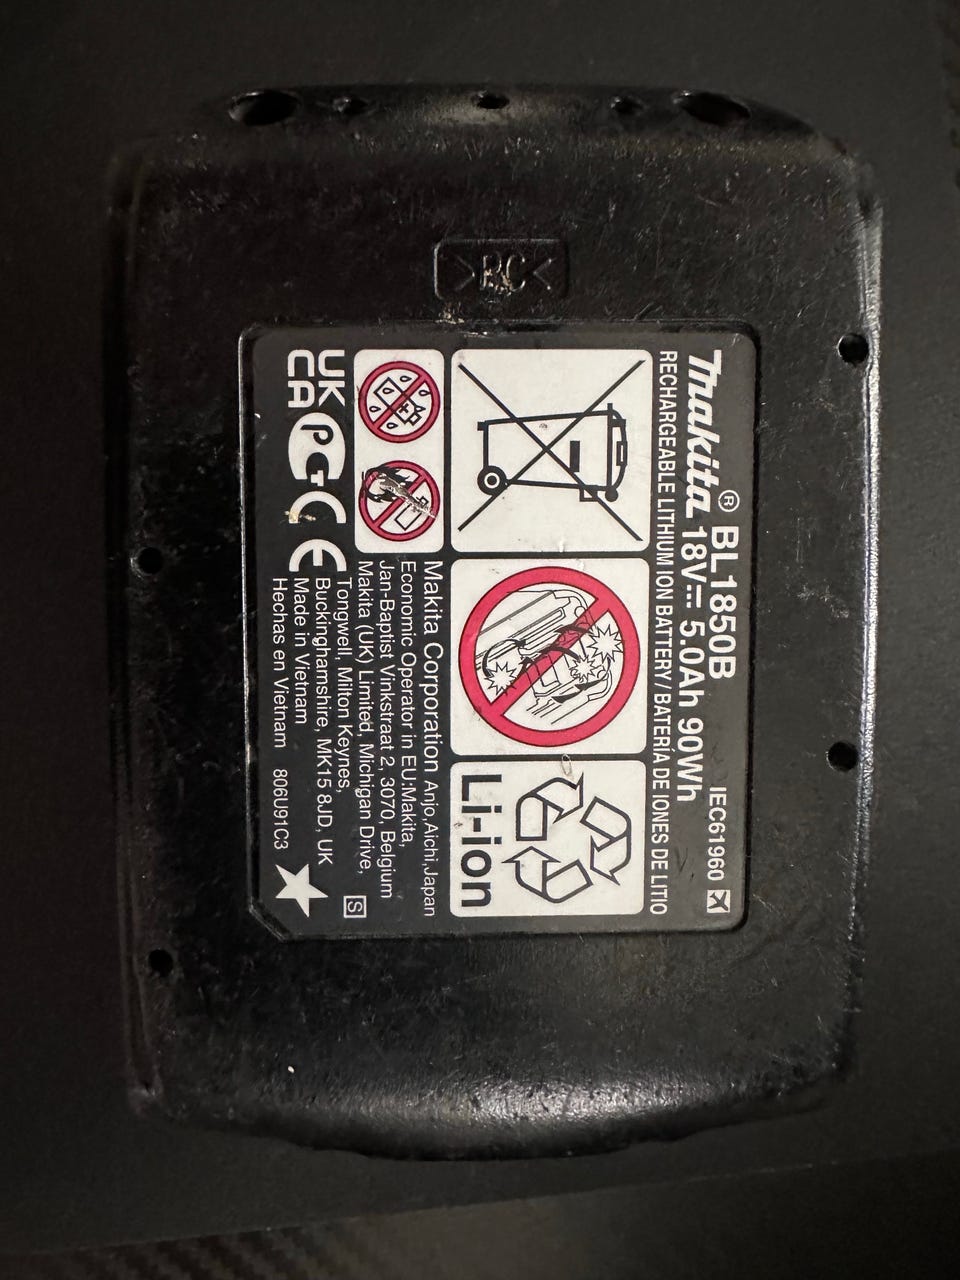 >PC<
Makita® BL1850B IEC61960
18V 5.0Ah 90Wh
RECHARGEABLE LITHIUM ION BATTERY/BATERÍA DE IONES DE LITIO
Li-ion
Makita Corporation Anjo,Aichi,Japan
Economic Operator in EU:Makita,
Jan-Baptist Vinkstraat 2, 3070, Belgium
Makita (UK) Limited, Michigan Drive,
Tongwell, Milton Keynes,
Buckinghamshire, MK15 8JD, UK
Made in Vietnam
Hechas en Vietnam 806U91C3
S
UK
CA
CE